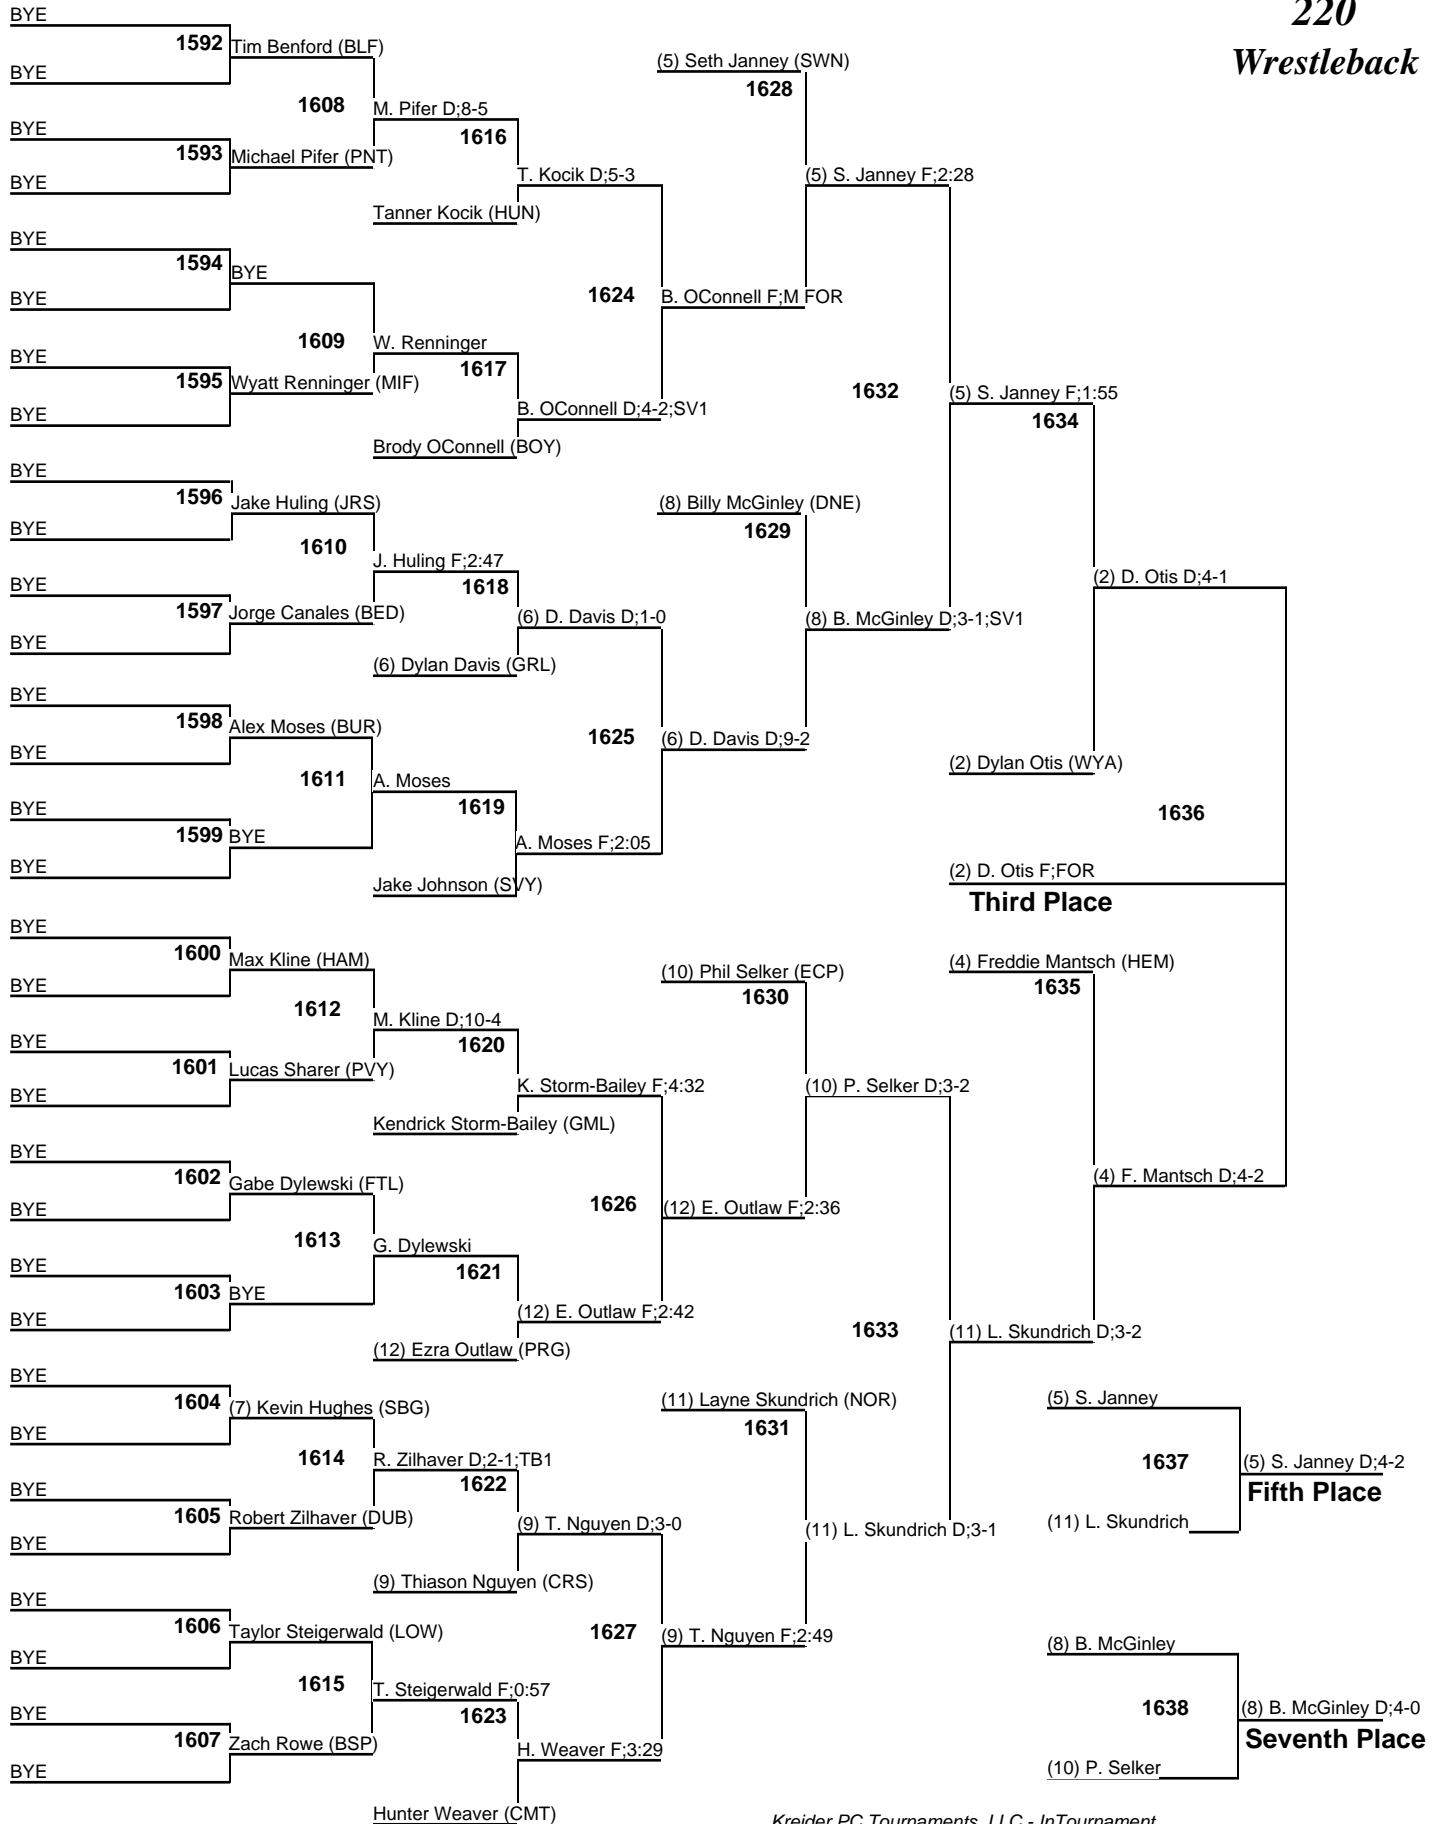 220
Wrestleback
BYE
1592
Tim Benford (BLF)
BYE
1608
M. Pifer D;8-5
1616
BYE
1593
Michael Pifer (PNT)
BYE
T. Kocik D;5-3
Tanner Kocik (HUN)
BYE
1594
BYE
BYE
1624
B. OConnell F;M FOR
1609
W. Renninger
1617
BYE
1595
Wyatt Renninger (MIF)
BYE
B. OConnell D;4-2;SV1
Brody OConnell (BOY)
(5) Seth Janney (SWN)
1628
(5) S. Janney F;2:28
1632
(5) S. Janney F;1:55
1634
BYE
1596
Jake Huling (JRS)
BYE
1610
J. Huling F;2:47
1618
BYE
1597
Jorge Canales (BED)
BYE
(6) D. Davis D;1-0
(6) Dylan Davis (GRL)
BYE
1598
Alex Moses (BUR)
BYE
1625
(6) D. Davis D;9-2
1611
A. Moses
1619
BYE
1599
BYE
BYE
A. Moses F;2:05
Jake Johnson (SVY)
(8) Billy McGinley (DNE)
1629
(8) B. McGinley D;3-1;SV1
(2) D. Otis D;4-1
(2) Dylan Otis (WYA)
1636
(2) D. Otis F;FOR
Third Place
BYE
1600
Max Kline (HAM)
BYE
1612
M. Kline D;10-4
1620
BYE
1601
Lucas Sharer (PVY)
BYE
K. Storm-Bailey F;4:32
Kendrick Storm-Bailey (GML)
BYE
1602
Gabe Dylewski (FTL)
BYE
1626
(12) E. Outlaw F;2:36
1613
G. Dylewski
1621
BYE
1603
BYE
BYE
(12) E. Outlaw F;2:42
(12) Ezra Outlaw (PRG)
(10) Phil Selker (ECP)
1630
(10) P. Selker D;3-2
(4) Freddie Mantsch (HEM)
1635
(4) F. Mantsch D;4-2
1633
(11) L. Skundrich D;3-2
BYE
1604
(7) Kevin Hughes (SBG)
BYE
1614
R. Zilhaver D;2-1;TB1
1622
BYE
1605
Robert Zilhaver (DUB)
BYE
(9) T. Nguyen D;3-0
(9) Thiason Nguyen (CRS)
BYE
1606
Taylor Steigerwald (LOW)
BYE
1627
(9) T. Nguyen F;2:49
1615
T. Steigerwald F;0:57
1623
BYE
1607
Zach Rowe (BSP)
BYE
H. Weaver F;3:29
Hunter Weaver (CMT)
(11) Layne Skundrich (NOR)
1631
(11) L. Skundrich D;3-1
(5) S. Janney
1637
(5) S. Janney D;4-2
Fifth Place
(11) L. Skundrich
(8) B. McGinley
1638
(8) B. McGinley D;4-0
Seventh Place
(10) P. Selker
Kreider PC Tournaments, LLC - InTournament